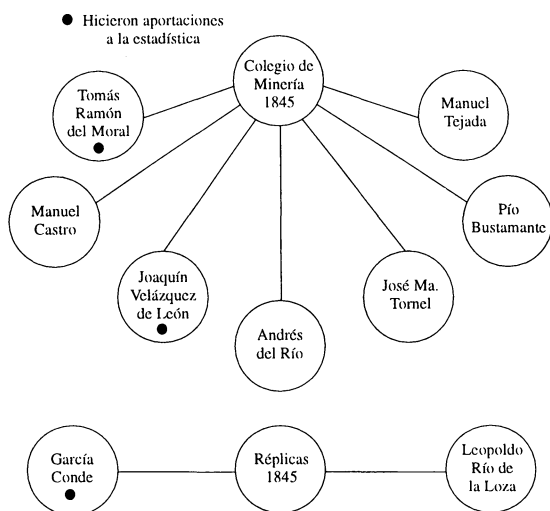 ● Hicieron aportaciones
a la estadística
Colegio de
Minería
1845
Tomás
Ramón
del Moral
●
Manuel
Tejada
Manuel
Castro
Pío
Bustamante
Joaquín
Velázquez
de León
●
José Ma.
Tornel
Andrés
del Río
García
Conde
●
Réplicas
1845
Leopoldo
Río de
la Loza